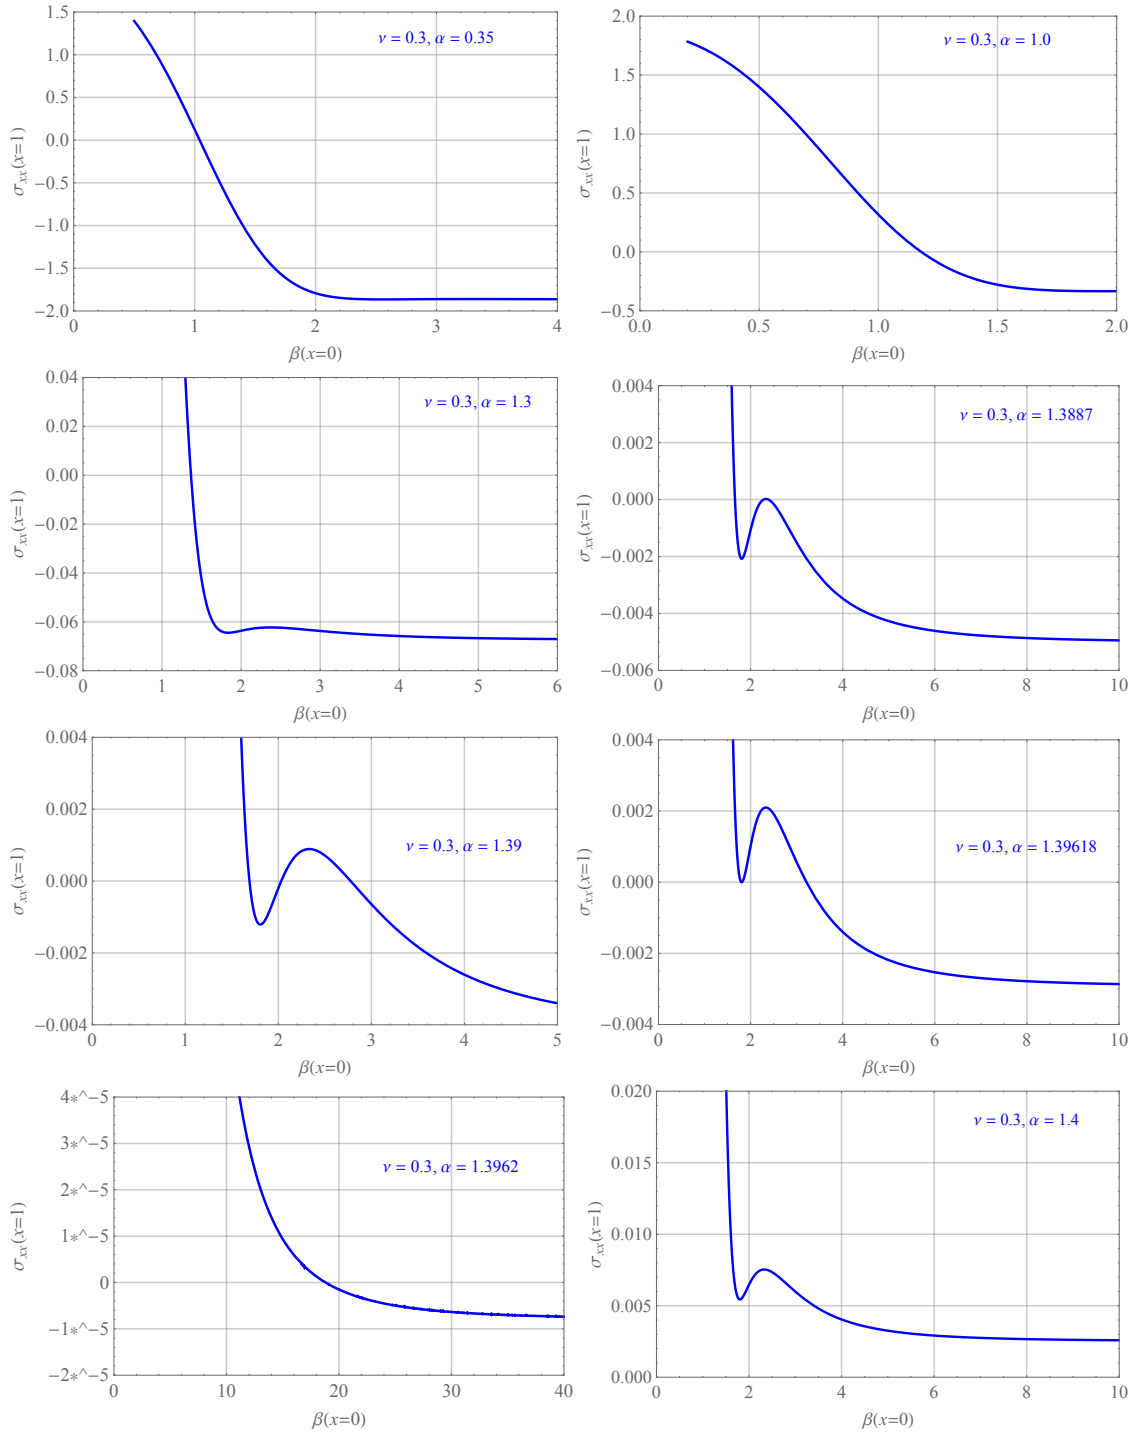 1.5
1.0
0.5
0.0
−0.5
−1.0
−1.5
−2.0
σxx(x=1)
ν = 0.3, α = 0.35
0 1 2 3 4
β(x=0)
2.0
1.5
1.0
0.5
0.0
−0.5
σxx(x=1)
ν = 0.3, α = 1.0
0.0 0.5 1.0 1.5 2.0
β(x=0)
0.04
0.02
0.00
−0.02
−0.04
−0.06
−0.08
σxx(x=1)
ν = 0.3, α = 1.3
0 1 2 3 4 5 6
β(x=0)
0.004
0.002
0.000
−0.002
−0.004
−0.006
σxx(x=1)
ν = 0.3, α = 1.3887
0 2 4 6 8 10
β(x=0)
0.004
0.002
0.000
−0.002
−0.004
σxx(x=1)
ν = 0.3, α = 1.39
0 1 2 3 4 5
β(x=0)
0.004
0.002
0.000
−0.002
−0.004
σxx(x=1)
ν = 0.3, α = 1.39618
0 2 4 6 8 10
β(x=0)
4*^−5
3*^−5
2*^−5
1*^−5
0
−1*^−5
−2*^−5
σxx(x=1)
ν = 0.3, α = 1.3962
0 10 20 30 40
β(x=0)
0.020
0.015
0.010
0.005
0.000
σxx(x=1)
ν = 0.3, α = 1.4
0 2 4 6 8 10
β(x=0)